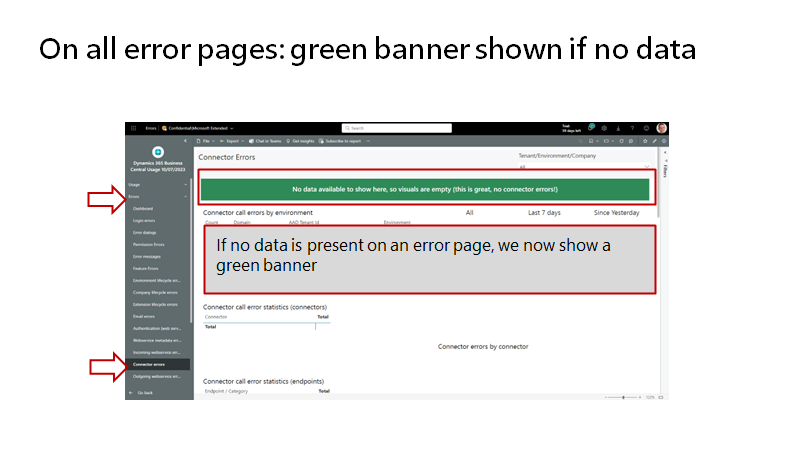 On all error pages: green banner shown if no data
Errors
Confidential\Microsoft Extended
Search
Trial:
59 days left
File
Export
Chat in Teams
Get insights
Subscribe to report
Dynamics 365 Business
Central Usage 10/07/2023
Usage
Errors
Dashboard
Login errors
Error dialogs
Permission Errors
Error messages
Feature Errors
Environment lifecycle err...
Company lifecycle errors
Extension lifecycle errors
Email errors
Authentication (web serv...
Webservice metadata err...
Incoming webservice err...
Connector errors
Outgoing webservice err...
Go back
Connector Errors
Tenant/Environment/Company
All
Filters
No data available to show here, so visuals are empty (this is great, no connector errors!)
Connector call errors by environment
All
Last 7 days
Since Yesterday
Count Domain AAD Tenant Id Environment
If no data is present on an error page, we now show a
green banner
Connector call error statistics (connectors)
Connector Total
Total
Connector errors by connector
Connector call error statistics (endpoints)
Endpoint / Category Total